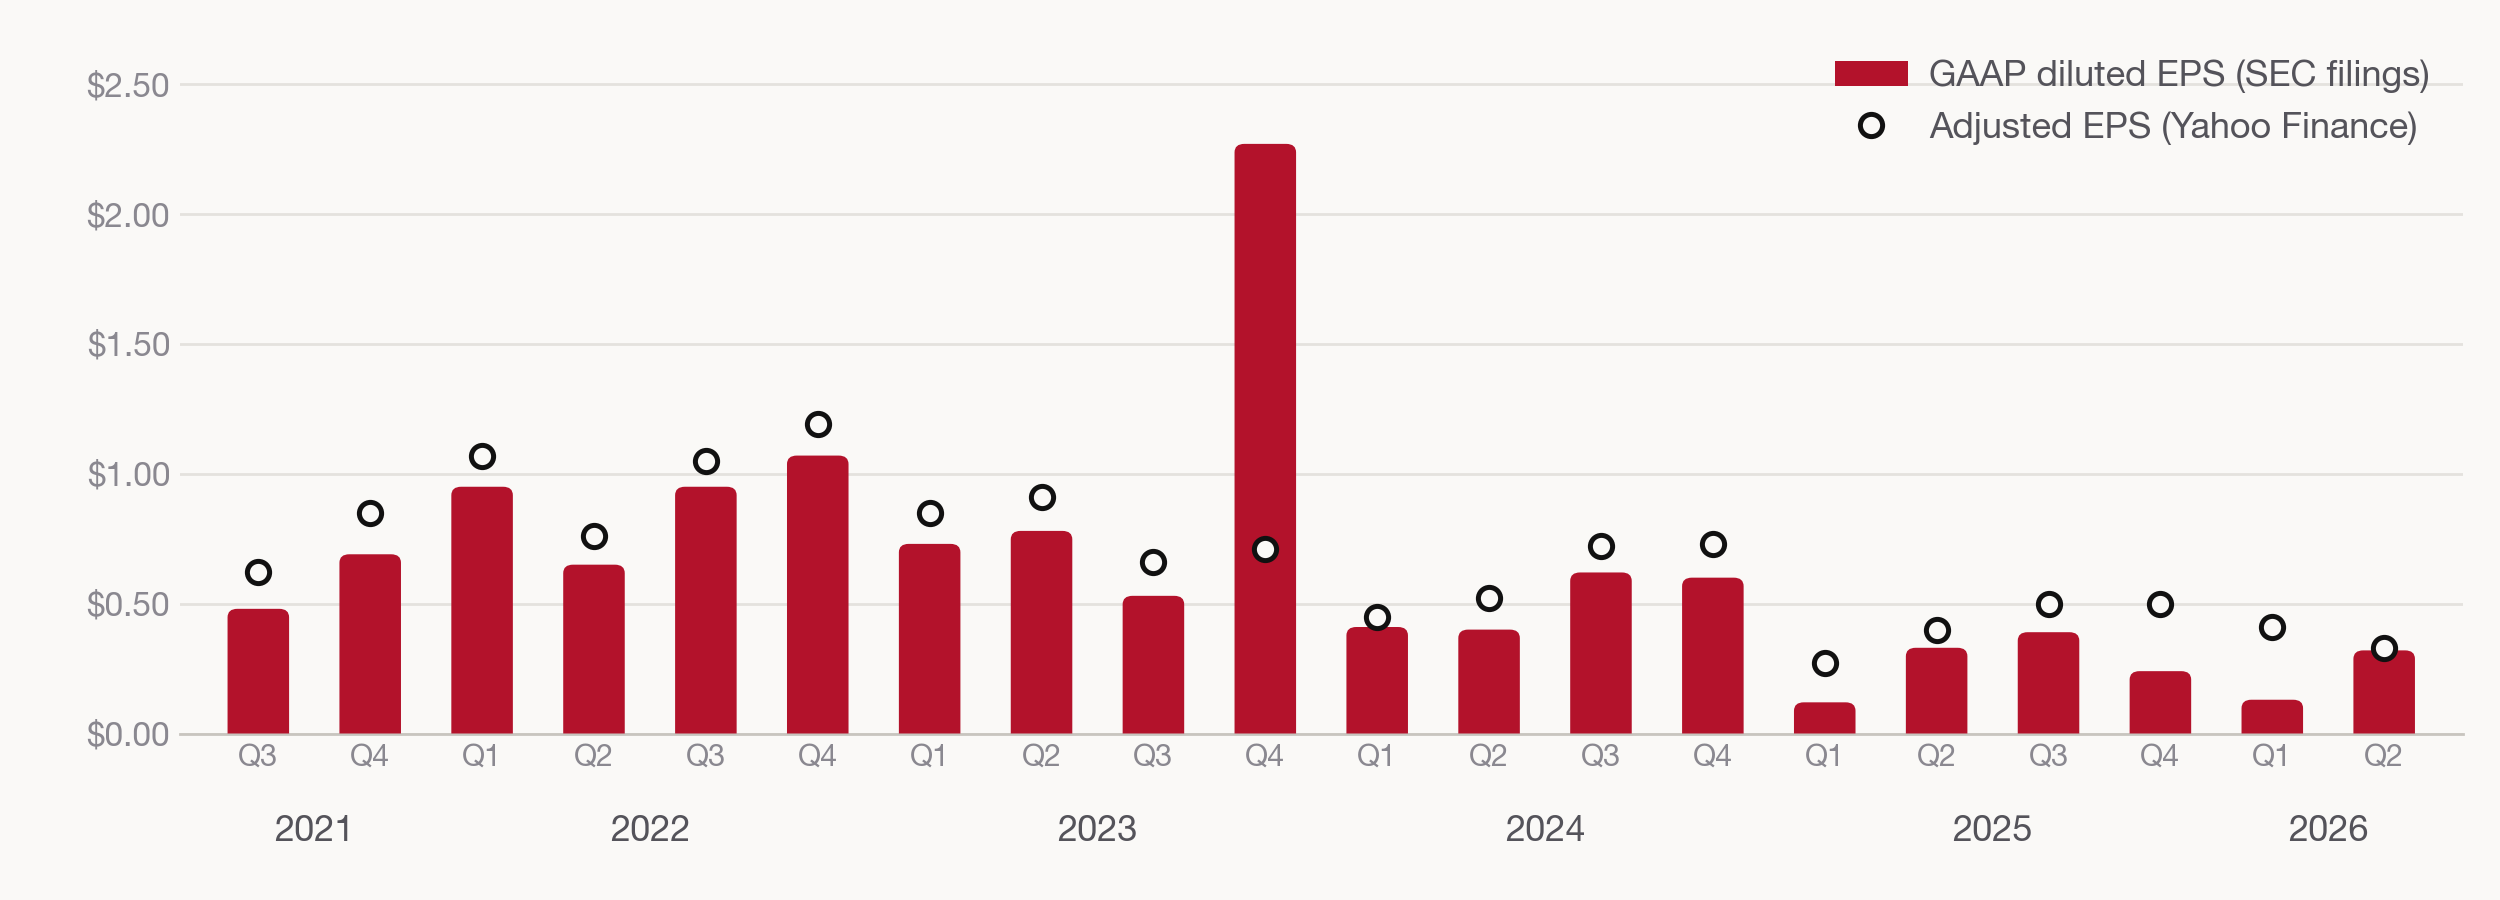 GAAP diluted EPS (SEC filings)
Adjusted EPS (Yahoo Finance)
$2.50
$2.00
$1.50
$1.00
$0.50
$0.00
Q3 Q4 Q1 Q2 Q3 Q4 Q1 Q2 Q3 Q4 Q1 Q2 Q3 Q4 Q1 Q2 Q3 Q4 Q1 Q2
2021 2022 2023 2024 2025 2026